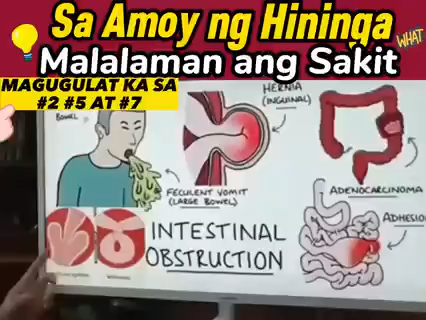 Sa Amoy ng Hininga
WHAT
Malalaman ang Sakit
MAGUGULAT KA SA
#2 #5 AT #7
BOWEL
HERNIA
(INGUINAL)
FECULENT VOMIT
(LARGE BOWEL)
ADENOCARCINOMA
ADHESIO
INTESTINAL
OBSTRUCTION